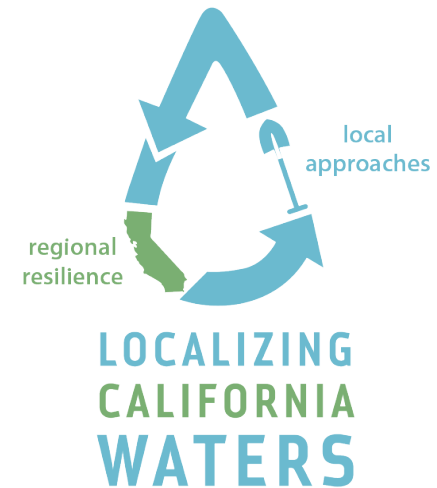 local
approaches
regional
resilience
LOCALIZING
CALIFORNIA
WATERS